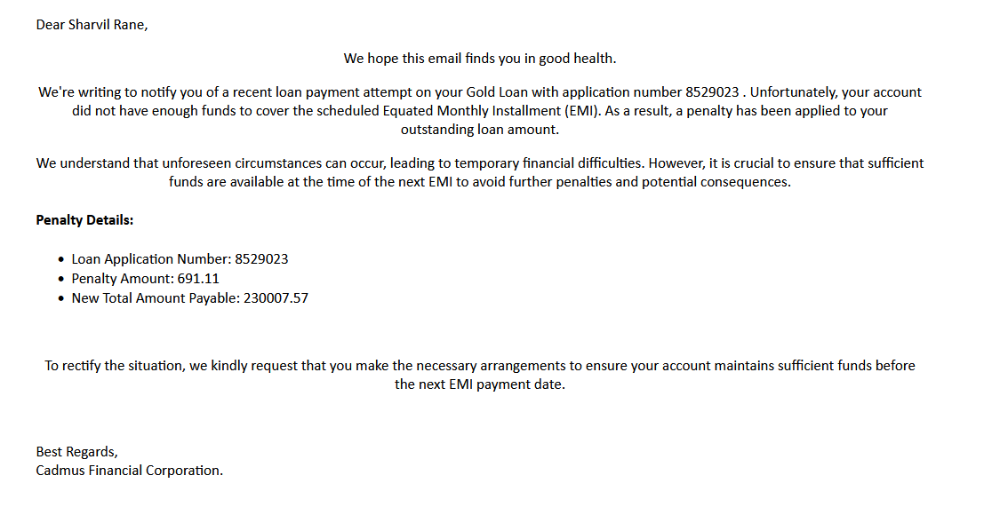 Dear Sharvil Rane,
We hope this email finds you in good health.
We're writing to notify you of a recent loan payment attempt on your Gold Loan with application number 8529023 . Unfortunately, your account
did not have enough funds to cover the scheduled Equated Monthly Installment (EMI). As a result, a penalty has been applied to your
outstanding loan amount.
We understand that unforeseen circumstances can occur, leading to temporary financial difficulties. However, it is crucial to ensure that sufficient
funds are available at the time of the next EMI to avoid further penalties and potential consequences.
Penalty Details:
• Loan Application Number: 8529023
• Penalty Amount: 691.11
• New Total Amount Payable: 230007.57
To rectify the situation, we kindly request that you make the necessary arrangements to ensure your account maintains sufficient funds before
the next EMI payment date.
Best Regards,
Cadmus Financial Corporation.